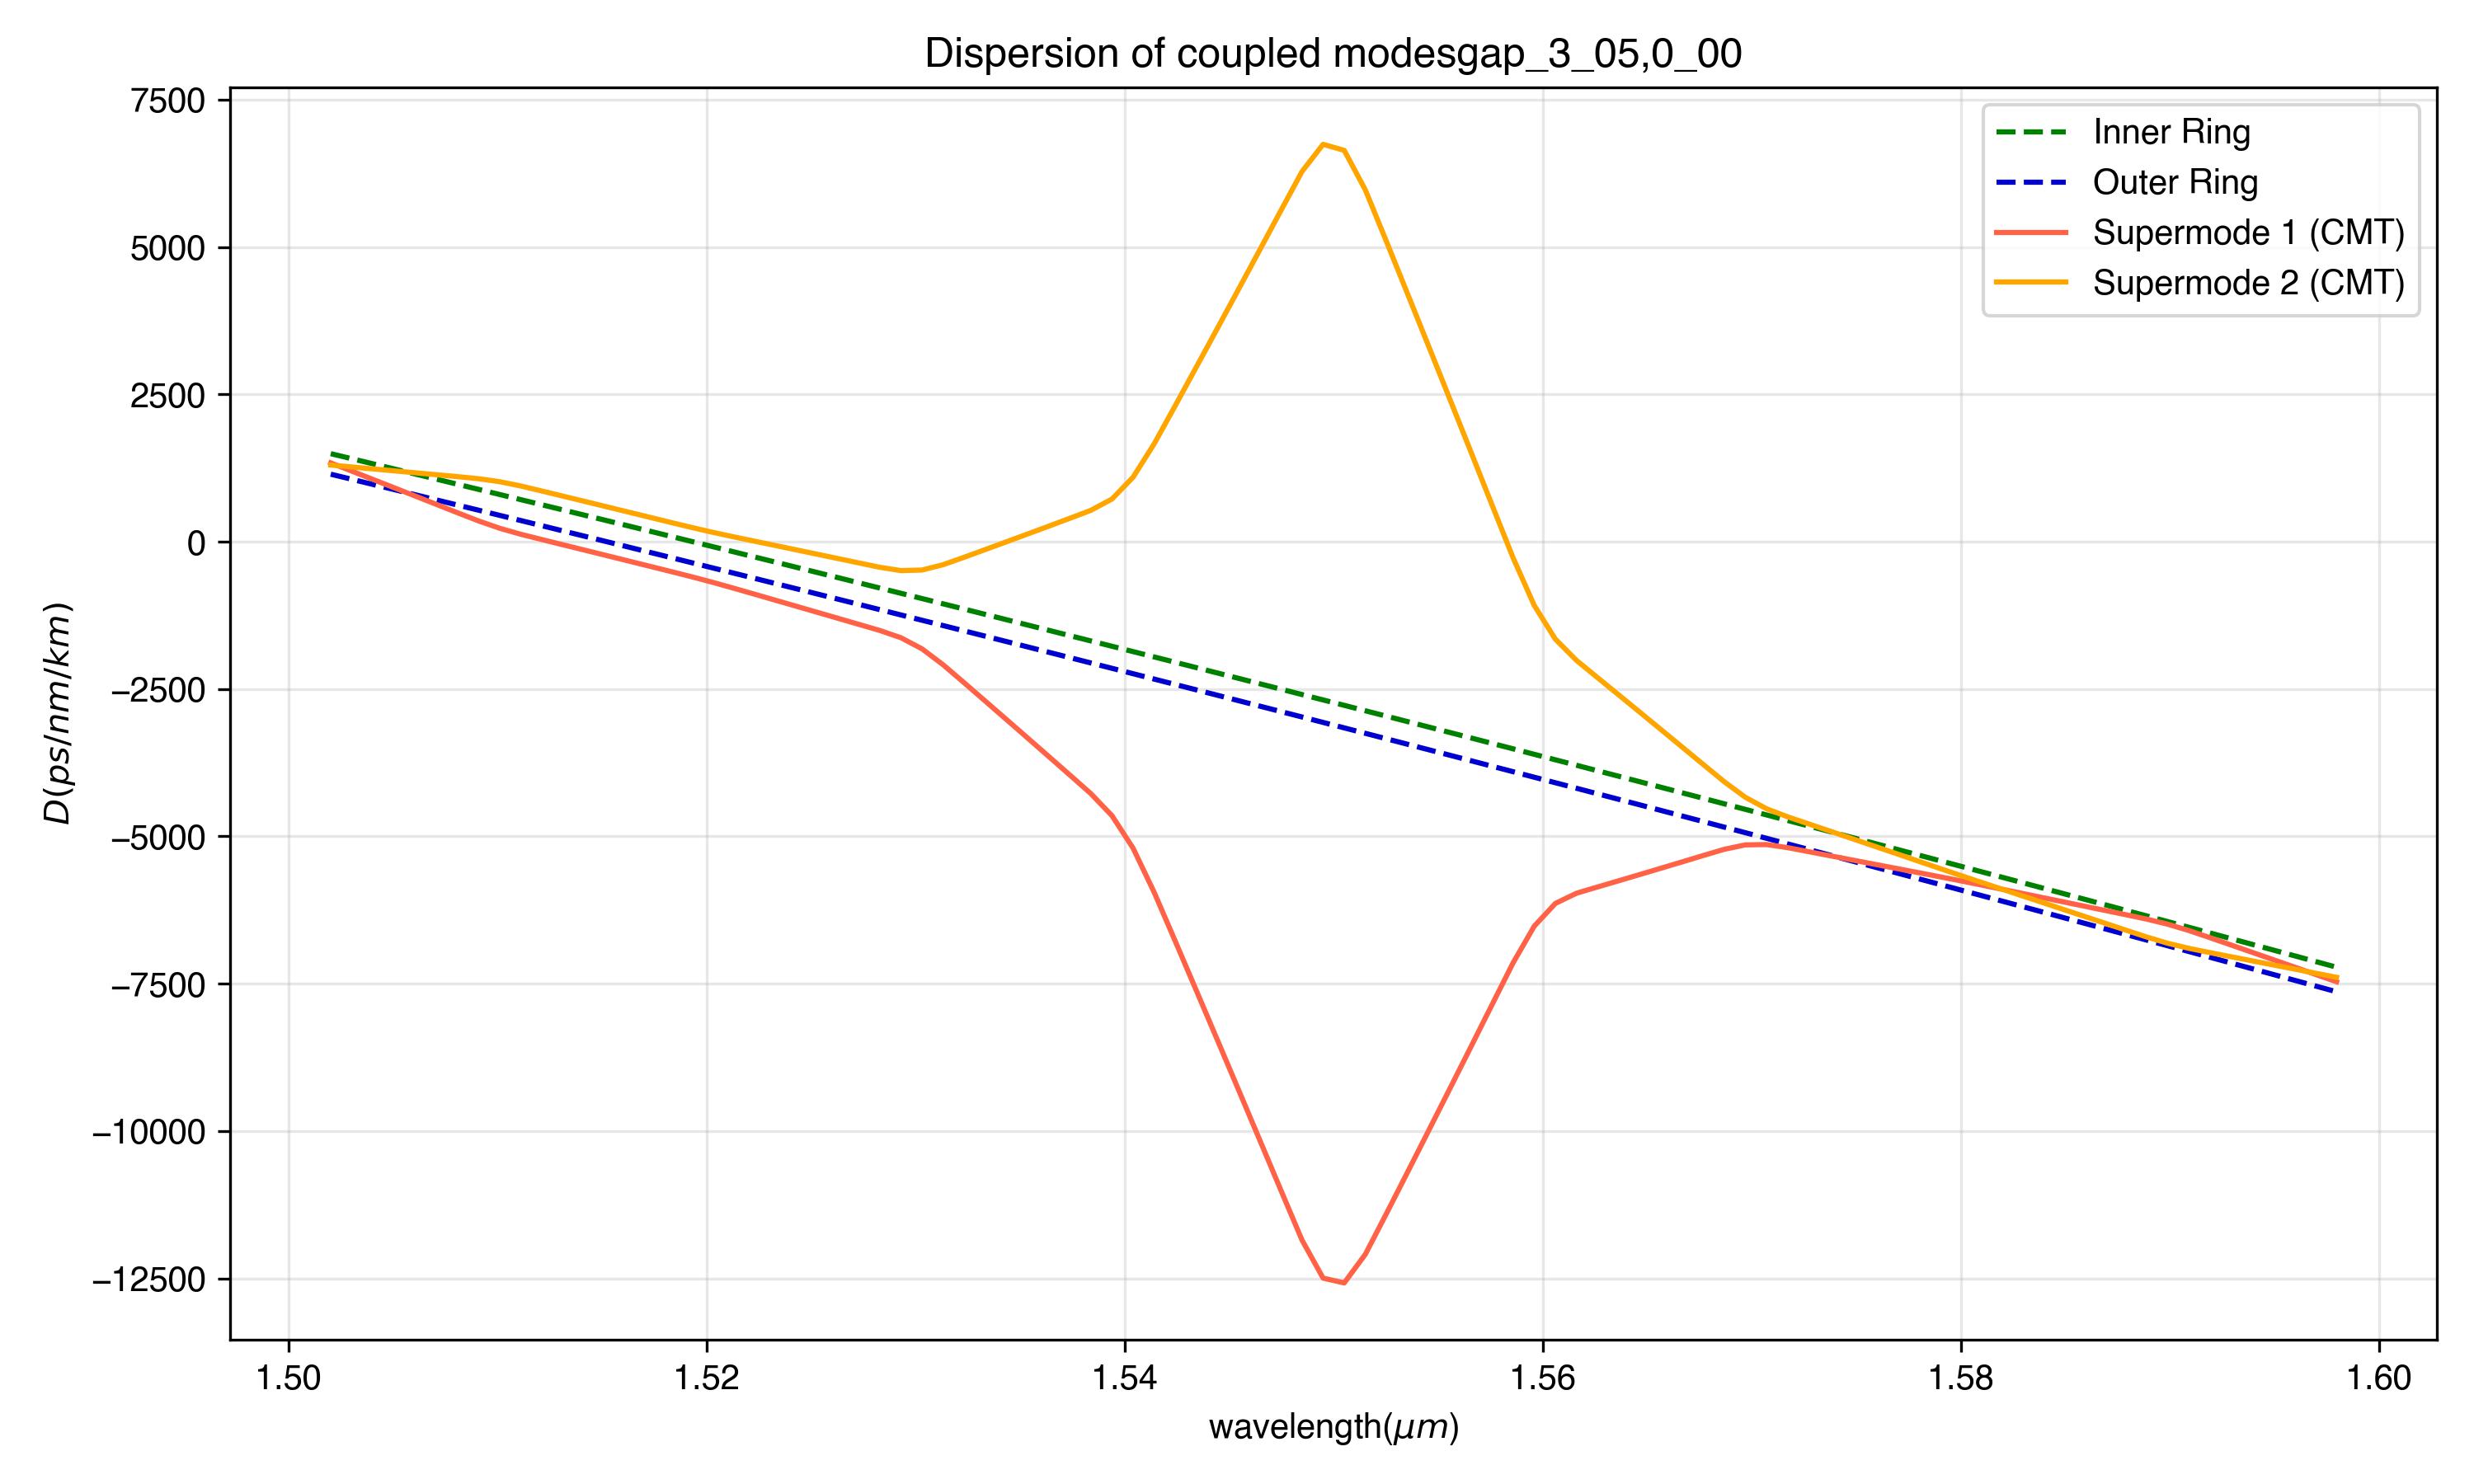 Dispersion of coupled modesgap_3_05,0_00
Inner Ring
Outer Ring
Supermode 1 (CMT)
Supermode 2 (CMT)
D(ps/nm/km)
7500
5000
2500
0
−2500
−5000
−7500
−10000
−12500
1.50 1.52 1.54 1.56 1.58 1.60
wavelength(μm)